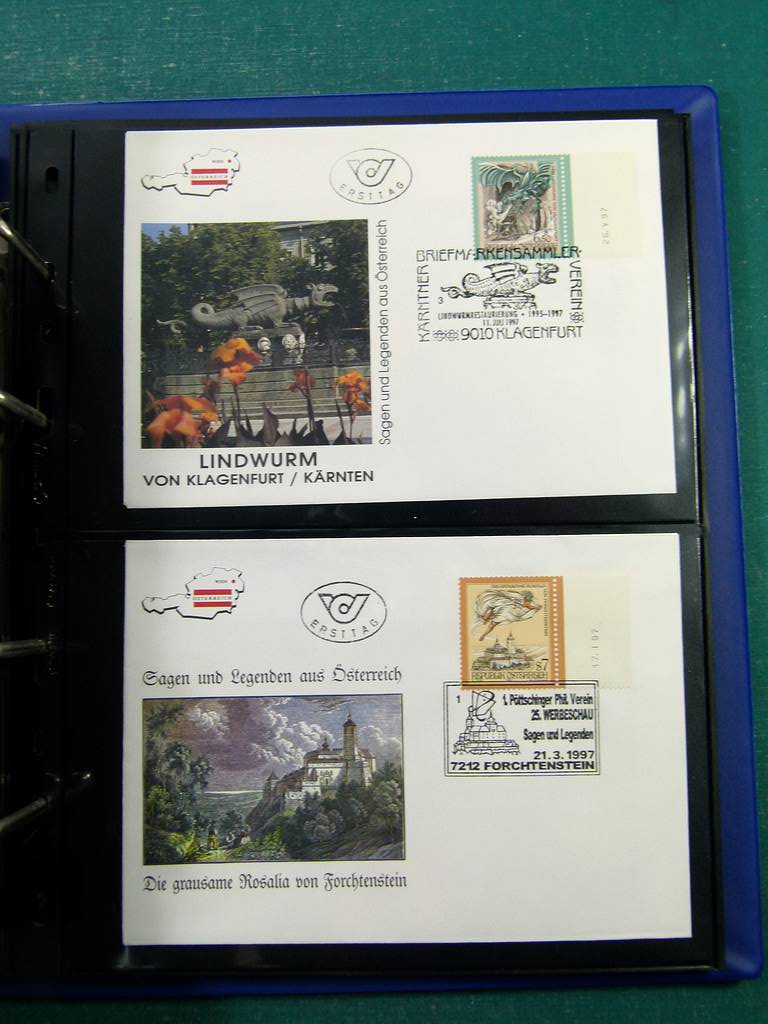 WIEN
ÖSTERREICH
ERSTTAG
26.V.97
Sagen und Legenden aus Österreich
KÄRNTNER BRIEFMARKENSAMMLER-VEREIN
3
LINDWURMRESTAURIERUNG • 1995-1997
11. JULI 1997
9010 KLAGENFURT
LINDWURM
VON KLAGENFURT / KÄRNTEN
WIEN
ÖSTERREICH
ERSTTAG
17.I.97
S7
REPUBLIK ÖSTERREICH
Sagen und Legenden aus Österreich
1
1. Pöttschinger Phil. Verein
25. WERBESCHAU
Sagen und Legenden
21.3.1997
7212 FORCHTENSTEIN
Die grausame Rosalia von Forchtenstein